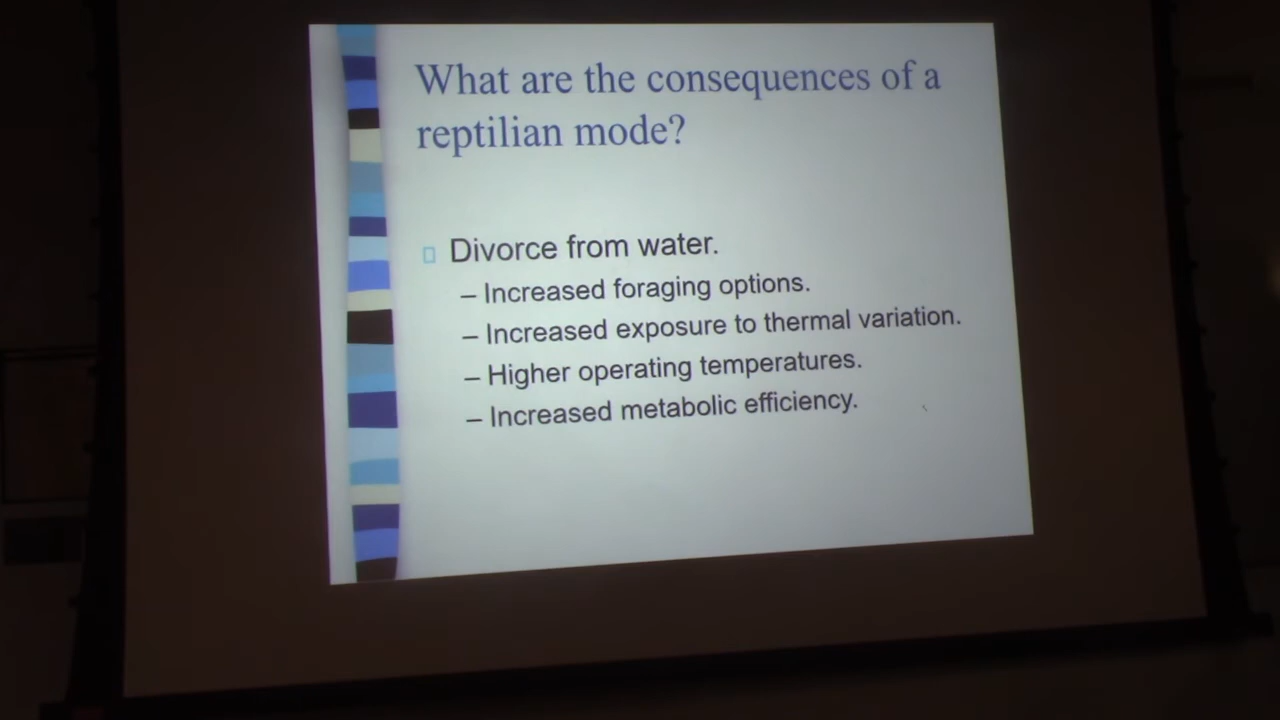 What are the consequences of a
reptilian mode?
Divorce from water.
– Increased foraging options.
– Increased exposure to thermal variation.
– Higher operating temperatures.
– Increased metabolic efficiency.